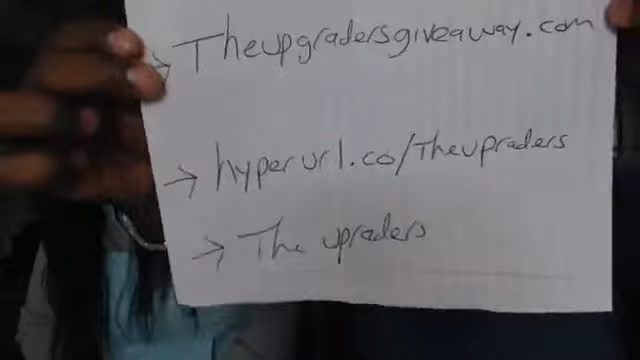 → Theupgradersgiveaway.com
→ hyperurl.co/Theupraders
→ The upraders